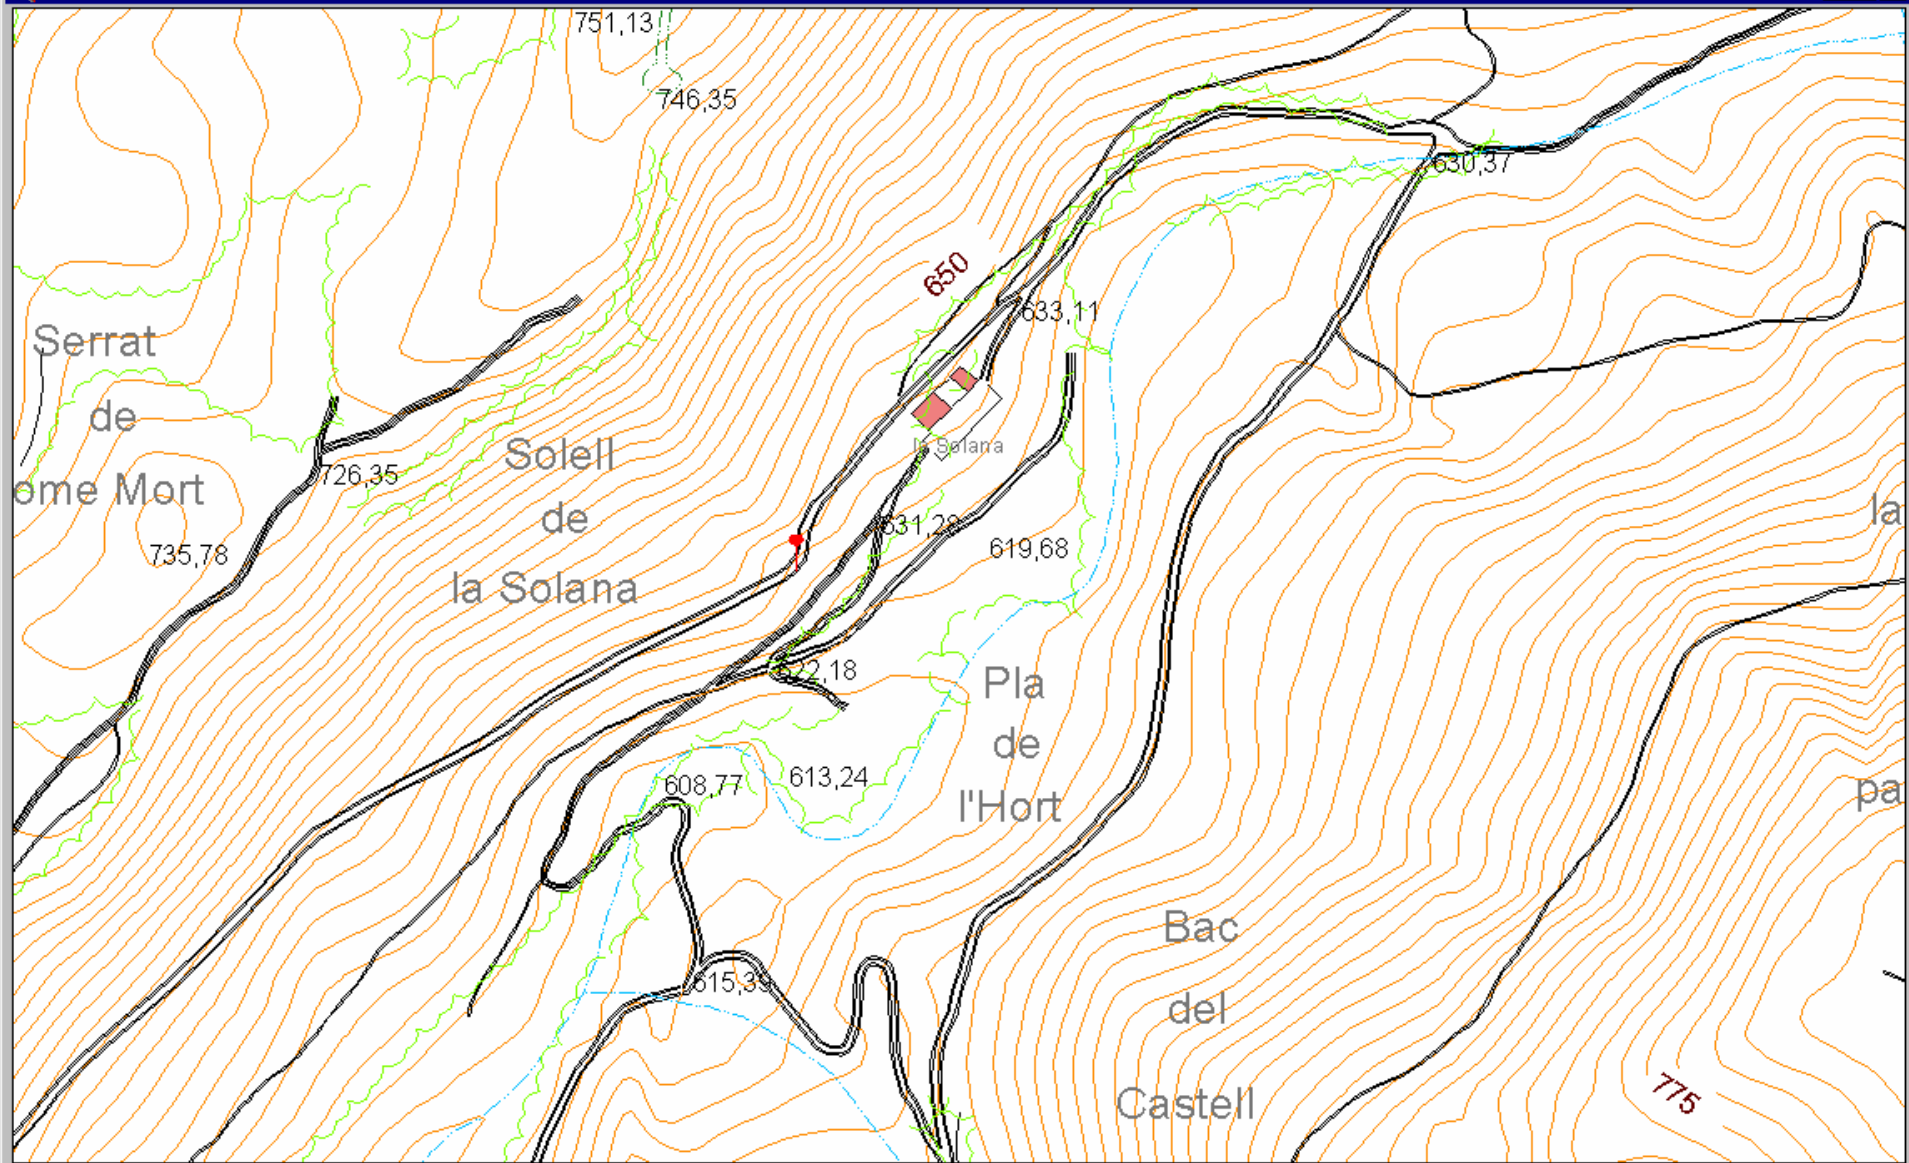 751,13
746,35
630,37
650
633,11
Serrat
de
ome Mort
726,35
735,78
Solell
de
la Solana
la Solana
631,29
619,68
la
622,18
Pla
de
l'Hort
608,77
613,24
pa
615,39
Bac
del
Castell
775